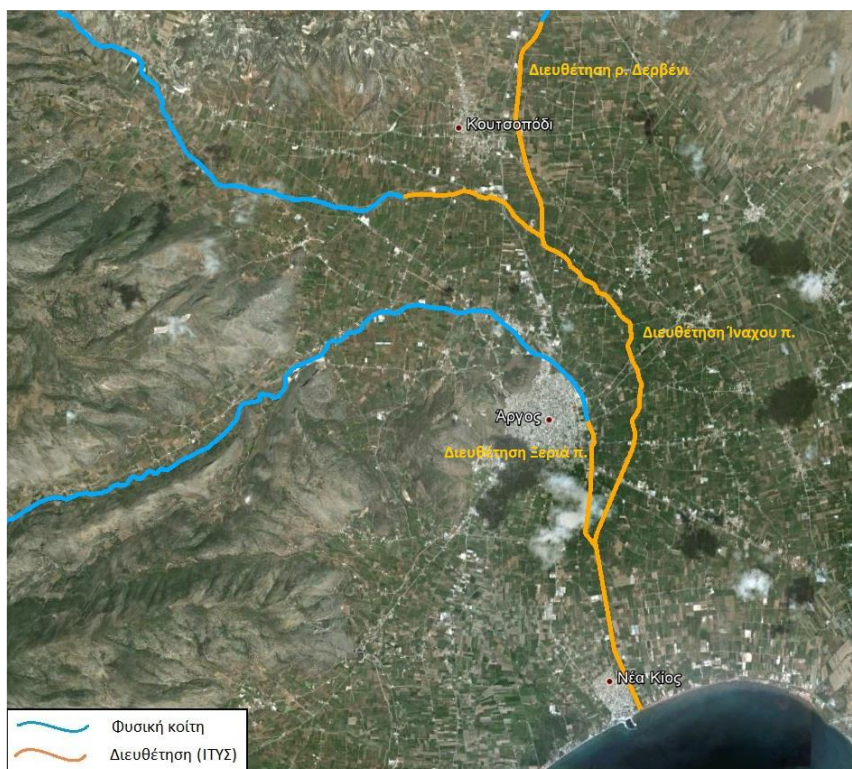 Διευθέτηση ρ. Δερβένι
Κουτσοπόδι
Διευθέτηση Ίναχου π.
Άργος
Διευθέτηση Ξεριά π.
Νέα Κίος
Φυσική κοίτη
Διευθέτηση (ΙΤΥΣ)